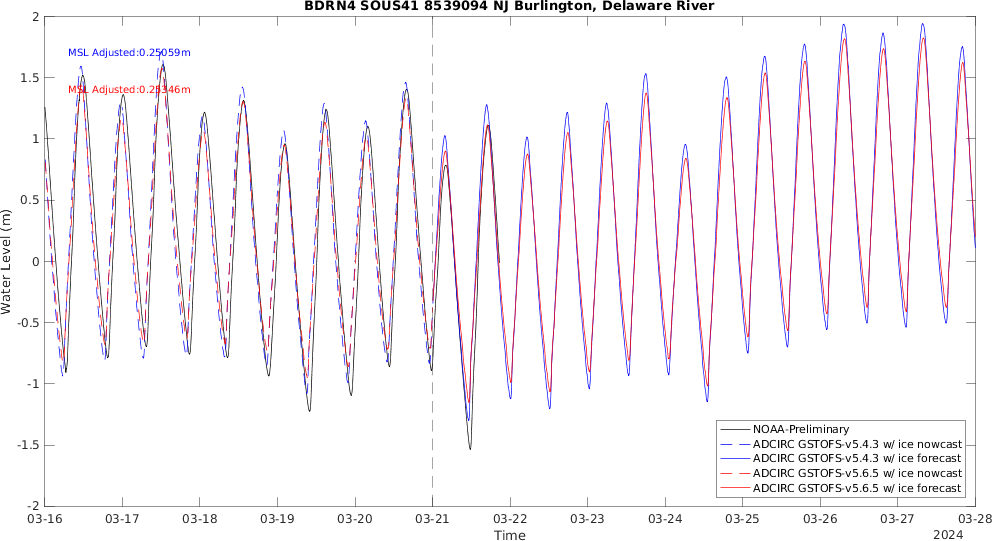 BDRN4 SOUS41 8539094 NJ Burlington, Delaware River
2
1.5
1
0.5
0
-0.5
-1
-1.5
-2
Water Level (m)
MSL Adjusted:0.25059m
MSL Adjusted:0.25346m
NOAA-Preliminary
ADCIRC GSTOFS-v5.4.3 w/ ice nowcast
ADCIRC GSTOFS-v5.4.3 w/ ice forecast
ADCIRC GSTOFS-v5.6.5 w/ ice nowcast
ADCIRC GSTOFS-v5.6.5 w/ ice forecast
03-16 03-17 03-18 03-19 03-20 03-21 03-22 03-23 03-24 03-25 03-26 03-27 03-28
Time
2024